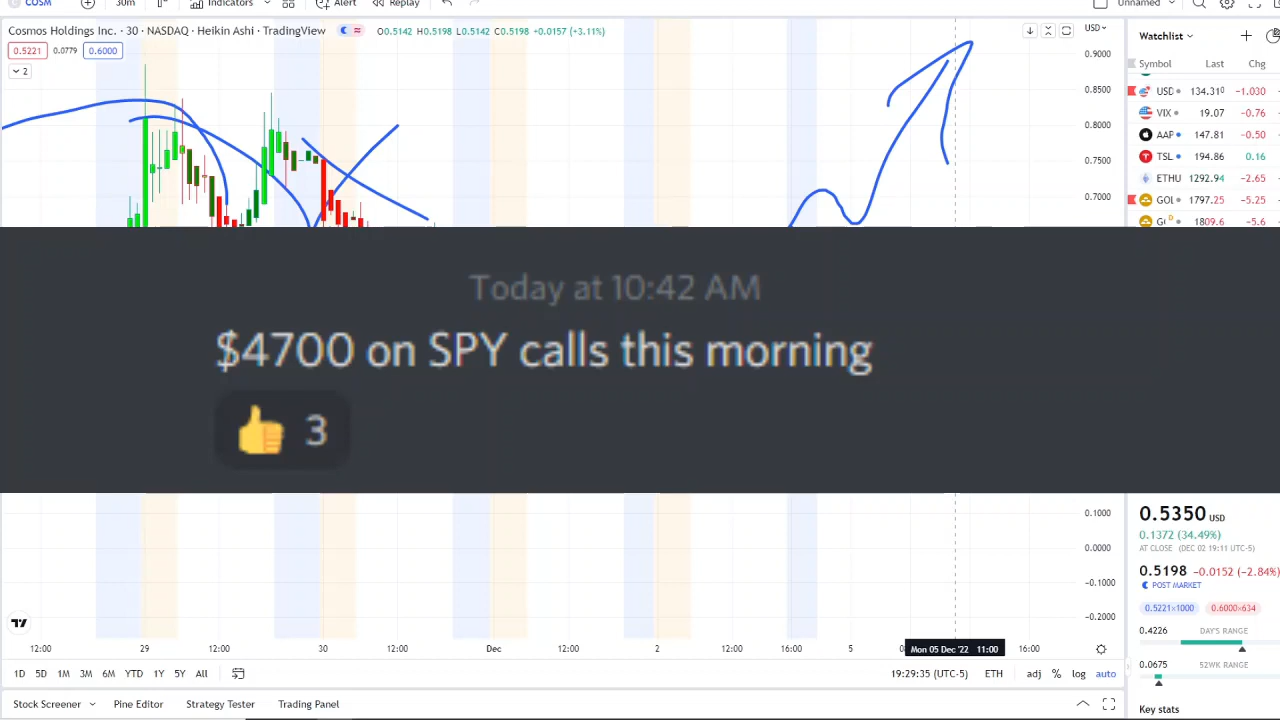 COSM
30m
Indicators
Alert
Replay
Unnamed
Cosmos Holdings Inc. · 30 · NASDAQ · Heikin Ashi · TradingView
O0.5142 H0.5198 L0.5142 C0.5198 +0.0157 (+3.11%)
0.5221 0.0779 0.6000
2
USD
0.9000
0.8500
0.8000
0.7500
0.7000
Watchlist
Symbol Last Chg
USD 134.310 −1.030
VIX 19.07 −0.76
AAP 147.81 −0.50
TSL 194.86 0.16
ETHU 1292.94 −2.65
GOL 1797.25 −5.25
D 1809.6 −5.6
Today at 10:42 AM
$4700 on SPY calls this morning
3
0.1000
0.0000
−0.1000
−0.2000
0.5350 USD
0.1372 (34.49%)
AT CLOSE (DEC 02 19:11 UTC-5)
0.5198 −0.0152 (−2.84%)
POST MARKET
0.5221×1000 0.6000×634
0.4226 DAY'S RANGE
0.0675 52WK RANGE
Key stats
12:00 29 12:00 30 12:00 Dec 12:00 2 12:00 16:00 5 Mon 05 Dec '22 11:00 16:00
1D 5D 1M 3M 6M YTD 1Y 5Y All
19:29:35 (UTC-5) ETH adj % log auto
Stock Screener Pine Editor Strategy Tester Trading Panel